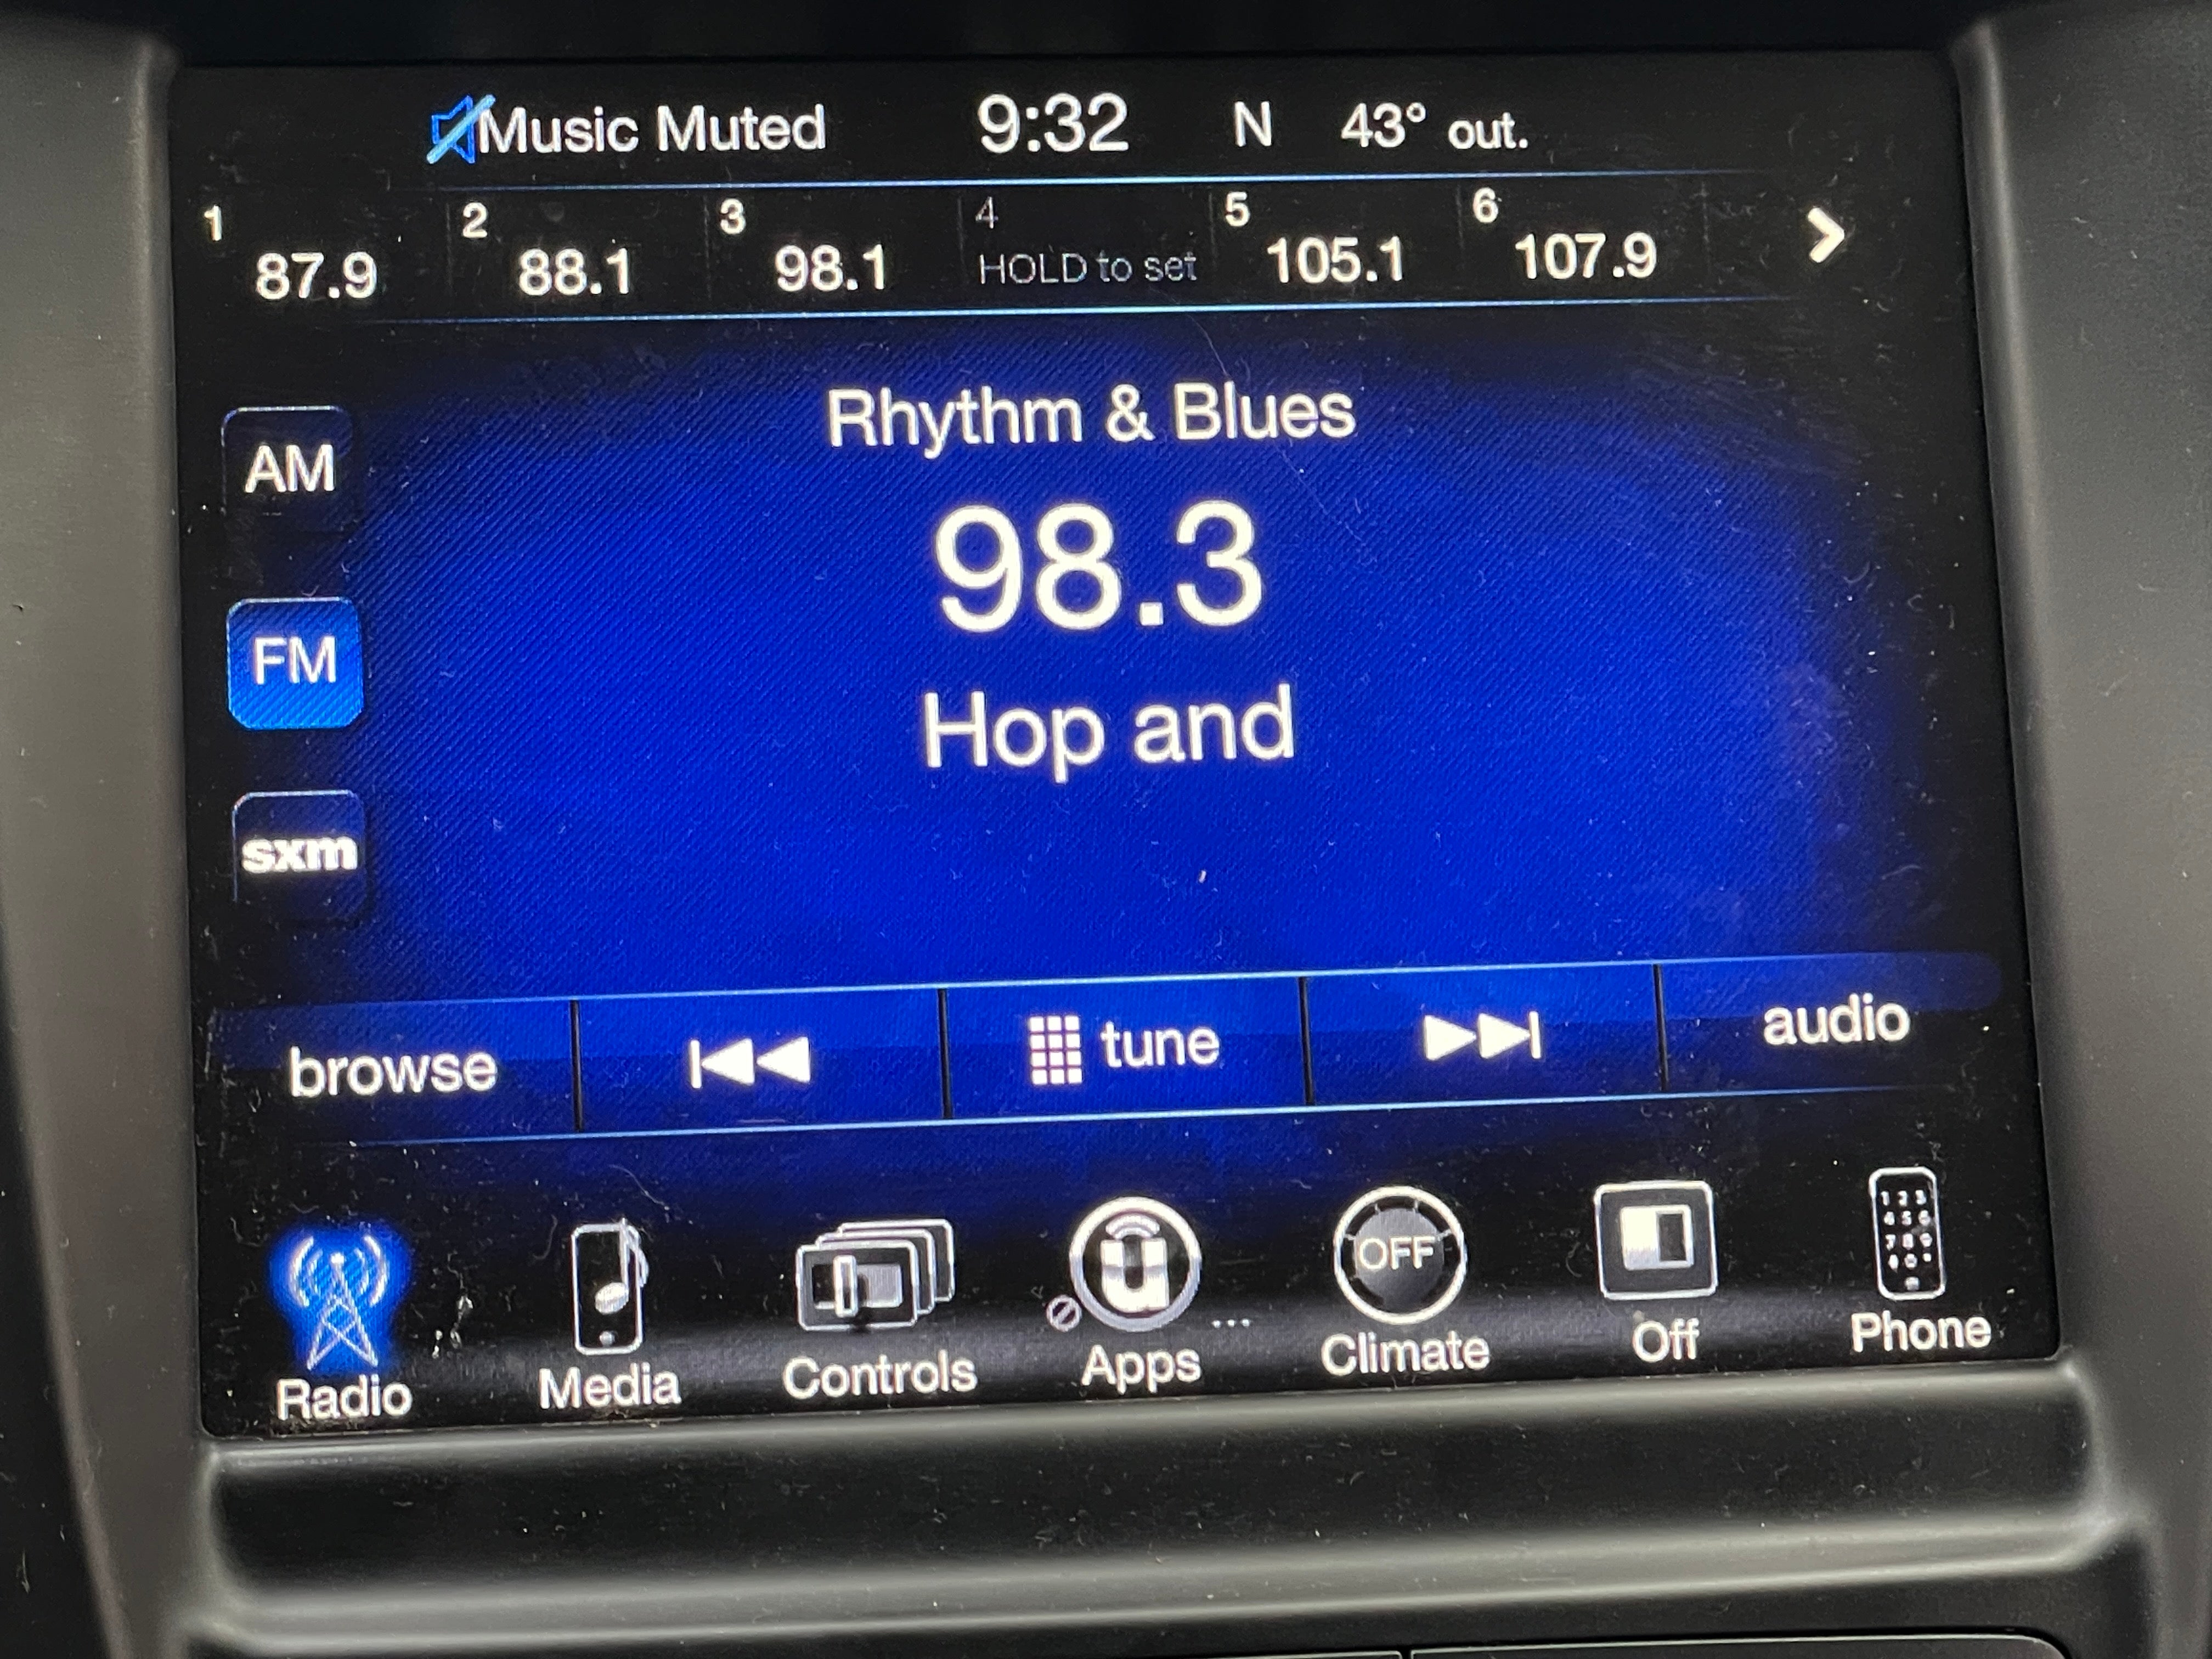 Music Muted 9:32 N 43° out.
1 2 3 4 5 6
87.9 88.1 98.1 HOLD to set 105.1 107.9
Rhythm & Blues
AM
98.3
FM
Hop and
sxm
browse tune audio
OFF
Radio Media Controls Apps ... Climate Off Phone